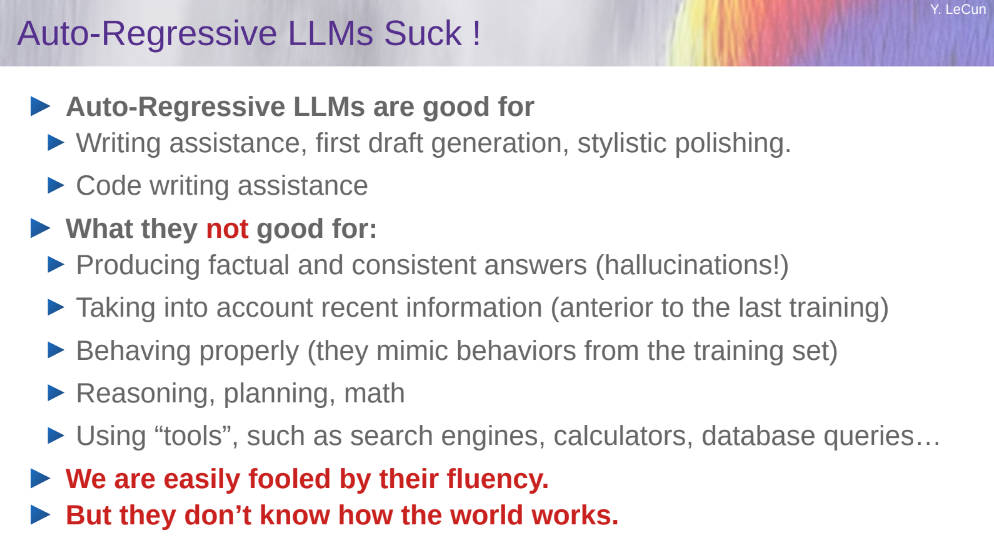 Y. LeCun
Auto-Regressive LLMs Suck !
Auto-Regressive LLMs are good for
Writing assistance, first draft generation, stylistic polishing.
Code writing assistance
What they not good for:
Producing factual and consistent answers (hallucinations!)
Taking into account recent information (anterior to the last training)
Behaving properly (they mimic behaviors from the training set)
Reasoning, planning, math
Using “tools”, such as search engines, calculators, database queries…
We are easily fooled by their fluency.
But they don’t know how the world works.